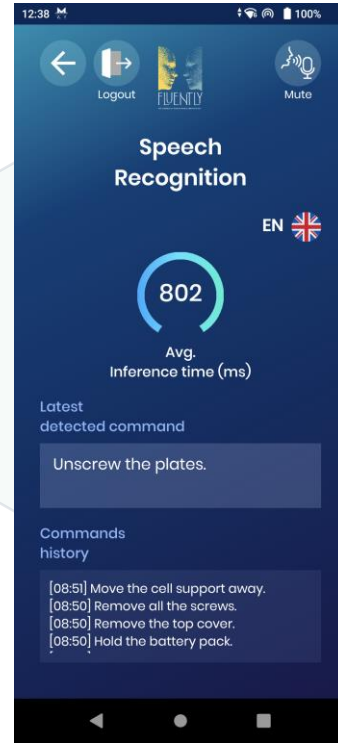 12:38
100%
Logout
FLUENTLY
Mute
Speech
Recognition
EN
802
Avg.
Inference time (ms)
Latest
detected command
Unscrew the plates.
Commands
history
[08:51] Move the cell support away.
[08:50] Remove all the screws.
[08:50] Remove the top cover.
[08:50] Hold the battery pack.